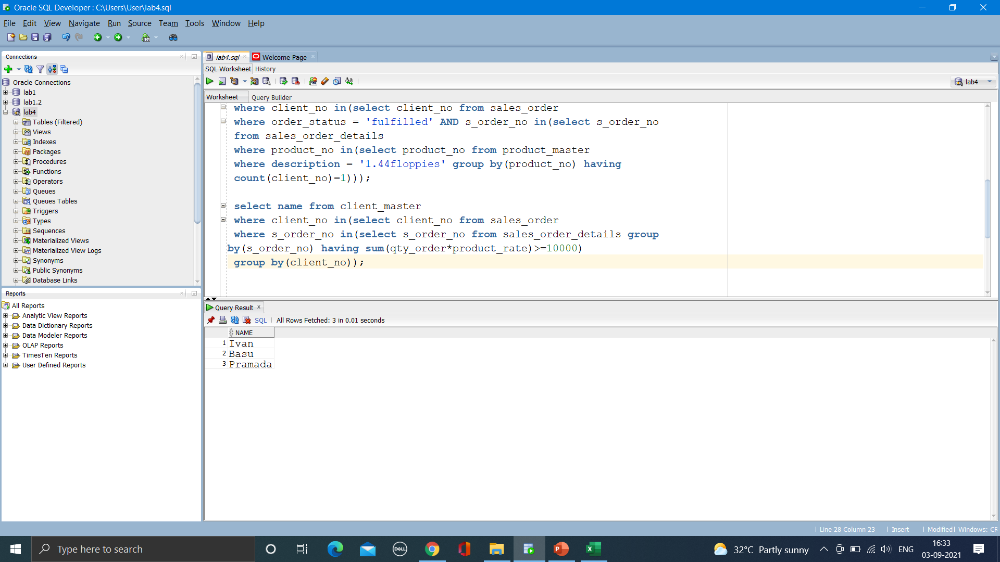 Oracle SQL Developer : C:\Users\User\lab4.sql
File Edit View Navigate Run Source Team Tools Window Help
Connections
Oracle Connections
lab1
lab1.2
lab4
Tables (Filtered)
Views
Indexes
Packages
Procedures
Functions
Operators
Queues
Queues Tables
Triggers
Types
Sequences
Materialized Views
Materialized View Logs
Synonyms
Public Synonyms
Database Links
Reports
All Reports
Analytic View Reports
Data Dictionary Reports
Data Modeler Reports
OLAP Reports
TimesTen Reports
User Defined Reports
lab4.sql Welcome Page
SQL Worksheet History
lab4
Worksheet Query Builder
where client_no in(select client_no from sales_order
where order_status = 'fulfilled' AND s_order_no in(select s_order_no
from sales_order_details
where product_no in(select product_no from product_master
where description = '1.44floppies' group by(product_no) having
count(client_no)=1)));
select name from client_master
where client_no in(select client_no from sales_order
where s_order_no in(select s_order_no from sales_order_details group
by(s_order_no) having sum(qty_order*product_rate)>=10000)
group by(client_no));
Query Result
SQL All Rows Fetched: 3 in 0.01 seconds
NAME
1 Ivan
2 Basu
3 Pramada
Line 28 Column 23 Insert Modified Windows: CR
Type here to search
DELL
32°C Partly sunny
ENG
16:33
03-09-2021